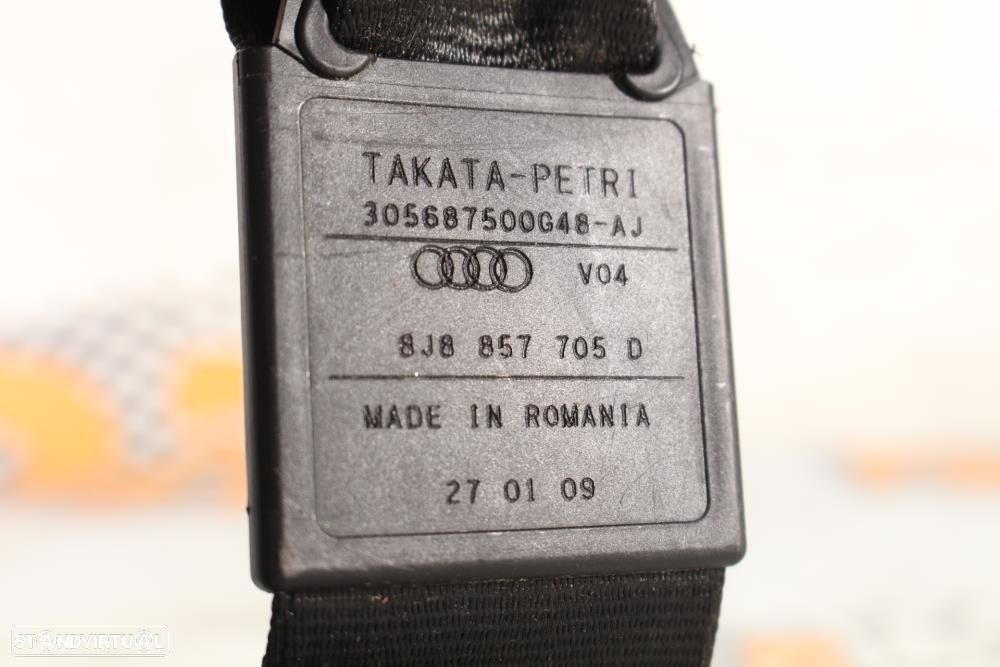 TAKATA-PETRI
305687500G48-AJ
V04
8J8 857 705 D
MADE IN ROMANIA
27 01 09
STANDVIRTUAL